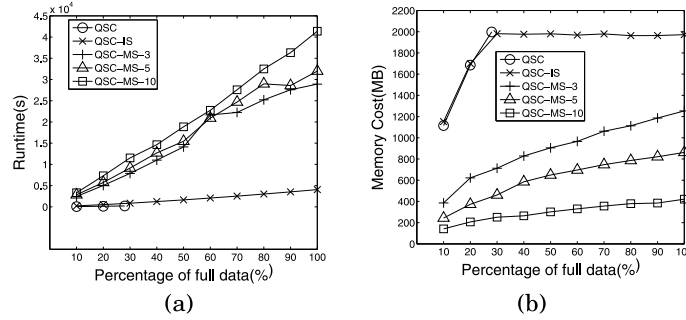 x 10⁴
5
4.5
4
3.5
3
2.5
2
1.5
1
0.5
0
Runtime(s)
QSC
QSC-IS
QSC-MS-3
QSC-MS-5
QSC-MS-10
10 20 30 40 50 60 70 80 90 100
Percentage of full data(%)
(a)
2200
2000
1800
1600
1400
1200
1000
800
600
400
200
0
Memory Cost(MB)
QSC
QSC-IS
QSC-MS-3
QSC-MS-5
QSC-MS-10
10 20 30 40 50 60 70 80 90 100
Percentage of full data(%)
(b)